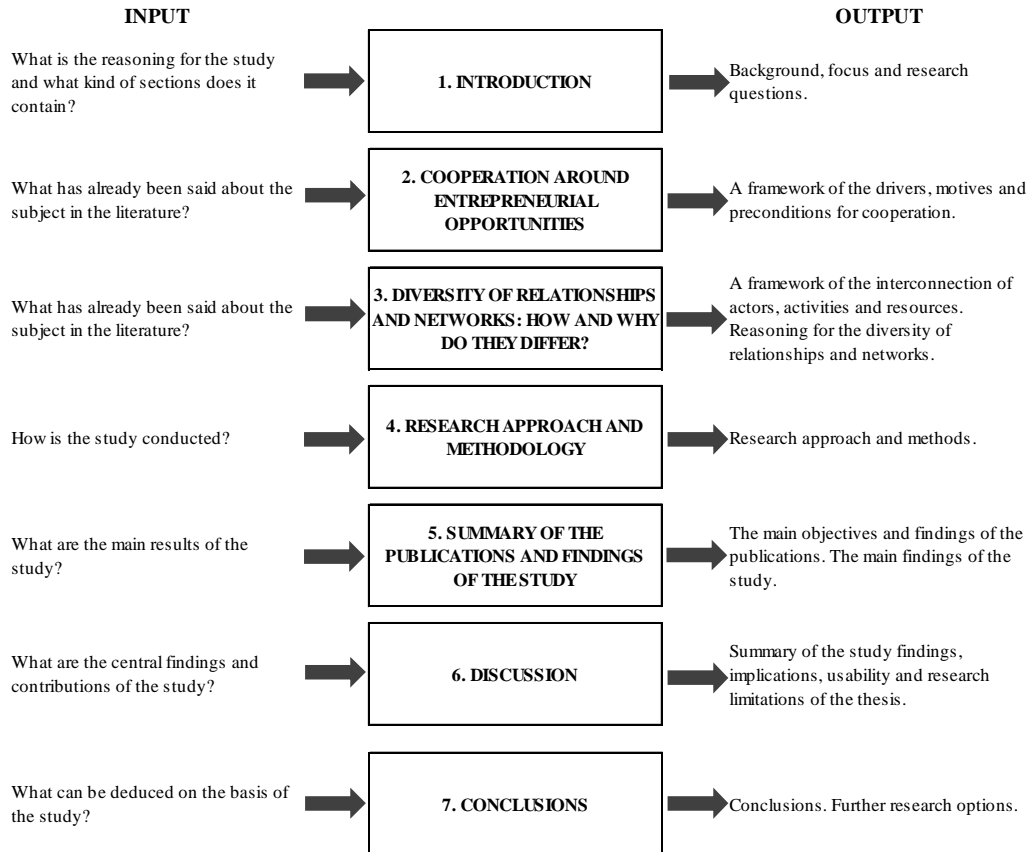 INPUT
OUTPUT
What is the reasoning for the study
and what kind of sections does it
contain?
1. INTRODUCTION
Background, focus and research
questions.
What has already been said about the
subject in the literature?
2. COOPERATION AROUND
ENTREPRENEURIAL
OPPORTUNITIES
A framework of the drivers, motives and
preconditions for cooperation.
What has already been said about the
subject in the literature?
3. DIVERSITY OF RELATIONSHIPS
AND NETWORKS: HOW AND WHY
DO THEY DIFFER?
A framework of the interconnection of
actors, activities and resources.
Reasoning for the diversity of
relationships and networks.
How is the study conducted?
4. RESEARCH APPROACH AND
METHODOLOGY
Research approach and methods.
What are the main results of the
study?
5. SUMMARY OF THE
PUBLICATIONS AND FINDINGS
OF THE STUDY
The main objectives and findings of the
publications. The main findings of the
study.
What are the central findings and
contributions of the study?
6. DISCUSSION
Summary of the study findings,
implications, usability and research
limitations of the thesis.
What can be deduced on the basis of
the study?
7. CONCLUSIONS
Conclusions. Further research options.